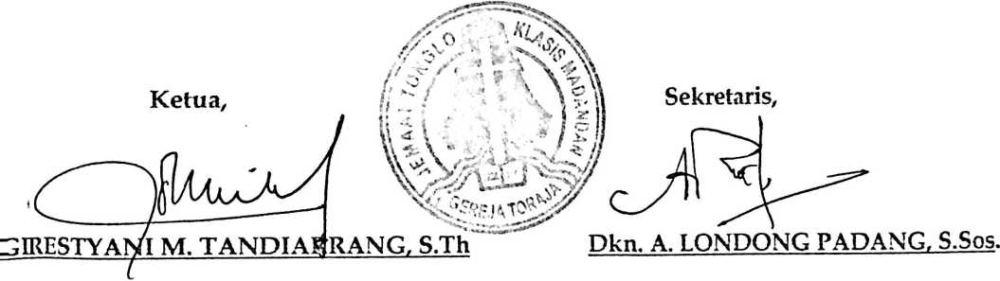 Ketua,
Sekretaris,
JEMAAT TONGLO KLASIS MADANDAN
GEREJA TORAJA
GIRESTYANI M. TANDIARRANG, S.Th
Dkn. A. LONDONG PADANG, S.Sos.